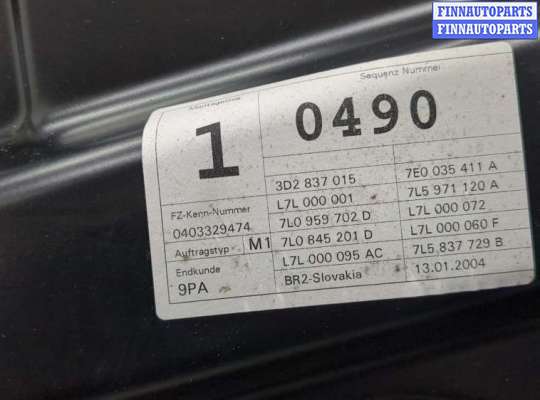 FINNAUTOPARTS
FINNAUTOPARTS
Sequenz Nummer
1
0490
3D2 837 015
7E0 035 411 A
L7L 000 001
7L5 971 120 A
FZ-Kenn-Nummer
0403329474
7L0 959 702 D
L7L 000 072
Auftragstyp
M1
7L0 845 201 D
L7L 000 060 F
Endkunde
L7L 000 095 AC
7L5 837 729 B
9PA
BR2-Slovakia
13.01.2004